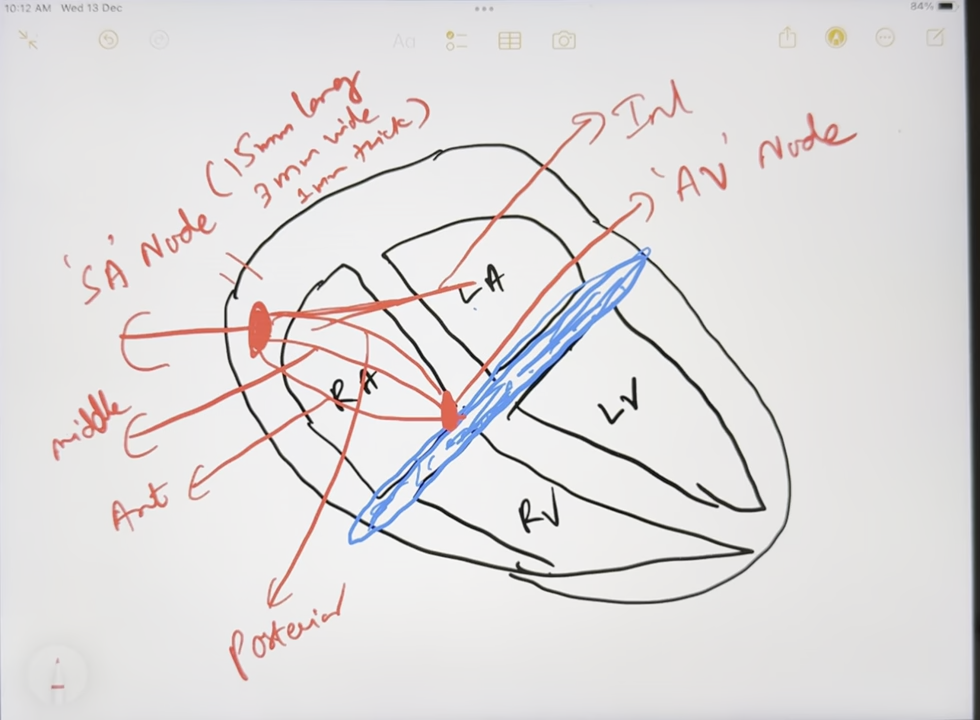 10:12 AM Wed 13 Dec
84%
Aa
(15mm long
3mm wide
1mm thick)
'SA' Node
'AV' Node
LA
RA
LV
RV
middle
Ant
Posterior